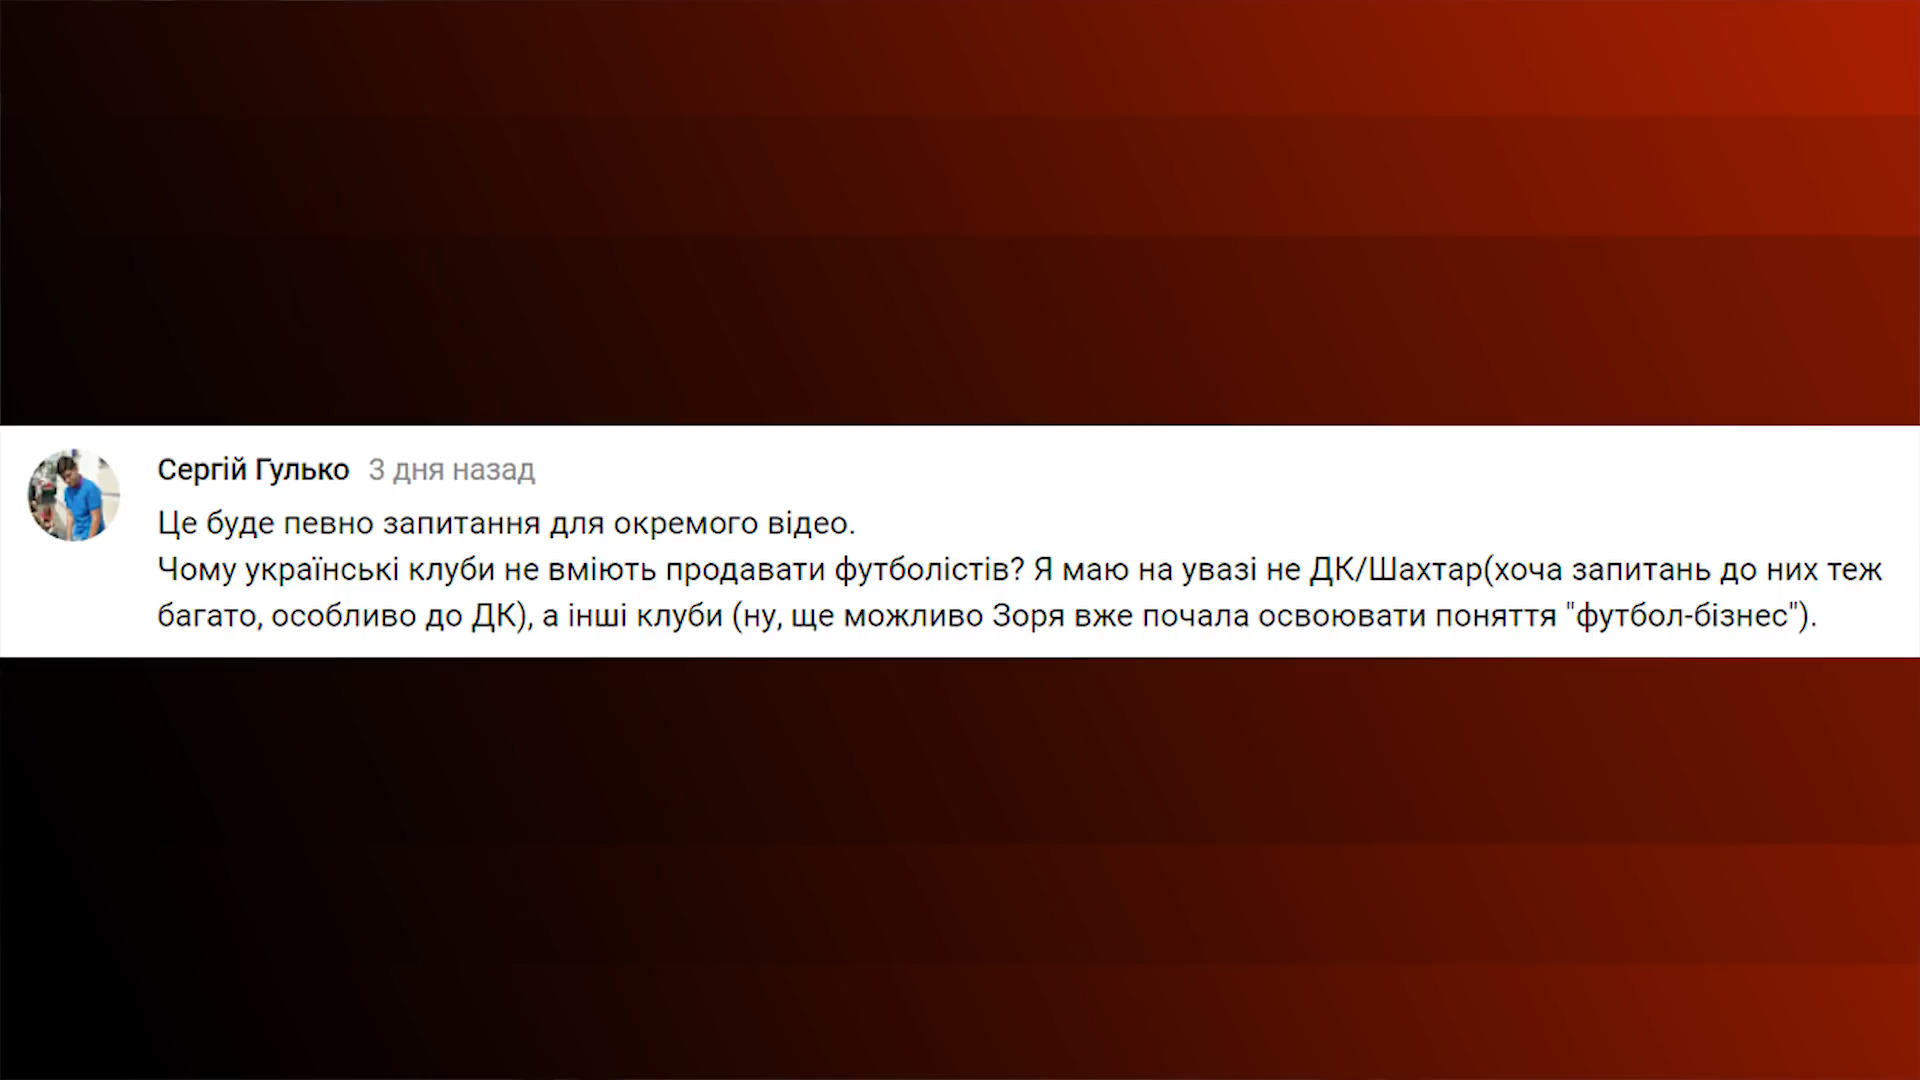 Сергій Гулько 3 дня назад
Це буде певно запитання для окремого відео.
Чому українські клуби не вміють продавати футболістів? Я маю на увазі не ДК/Шахтар(хоча запитань до них теж
багато, особливо до ДК), а інші клуби (ну, ще можливо Зоря вже почала освоювати поняття "футбол-бізнес").